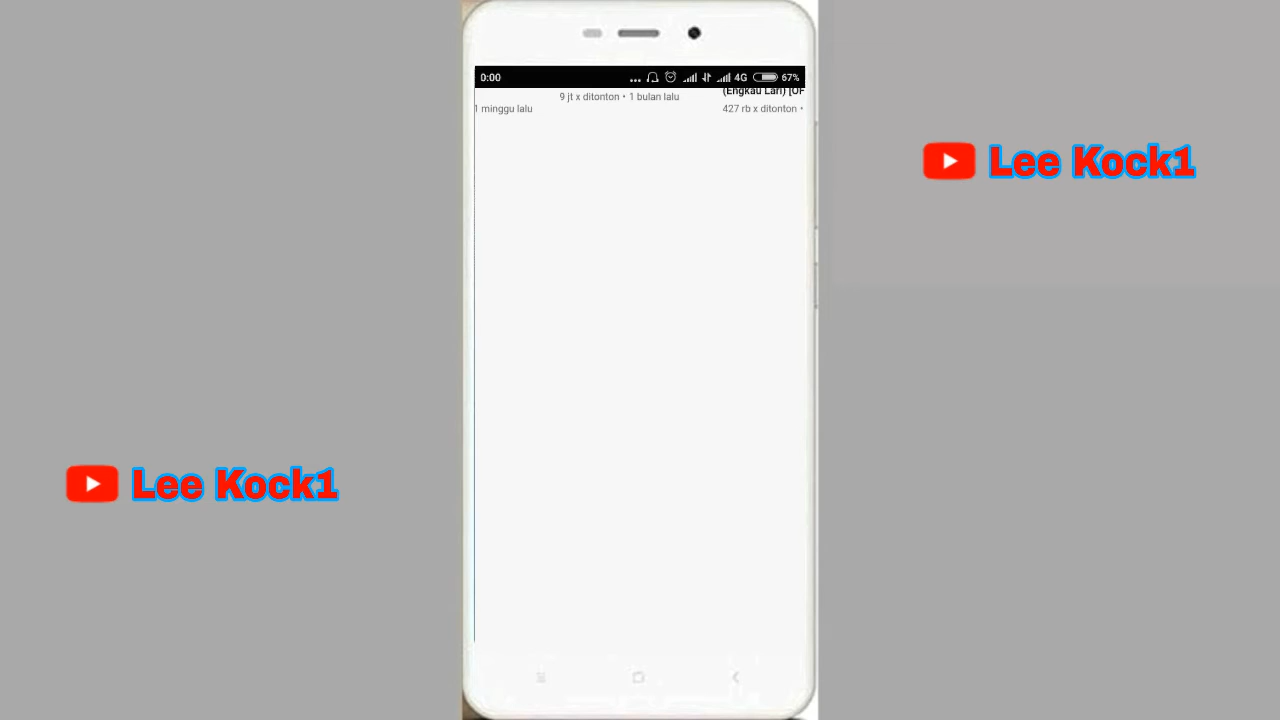 0:00
4G
67%
(Engkau Lari) [OF
9 jt x ditonton • 1 bulan lalu
1 minggu lalu
427 rb x ditonton •
Lee Kock1
Lee Kock1